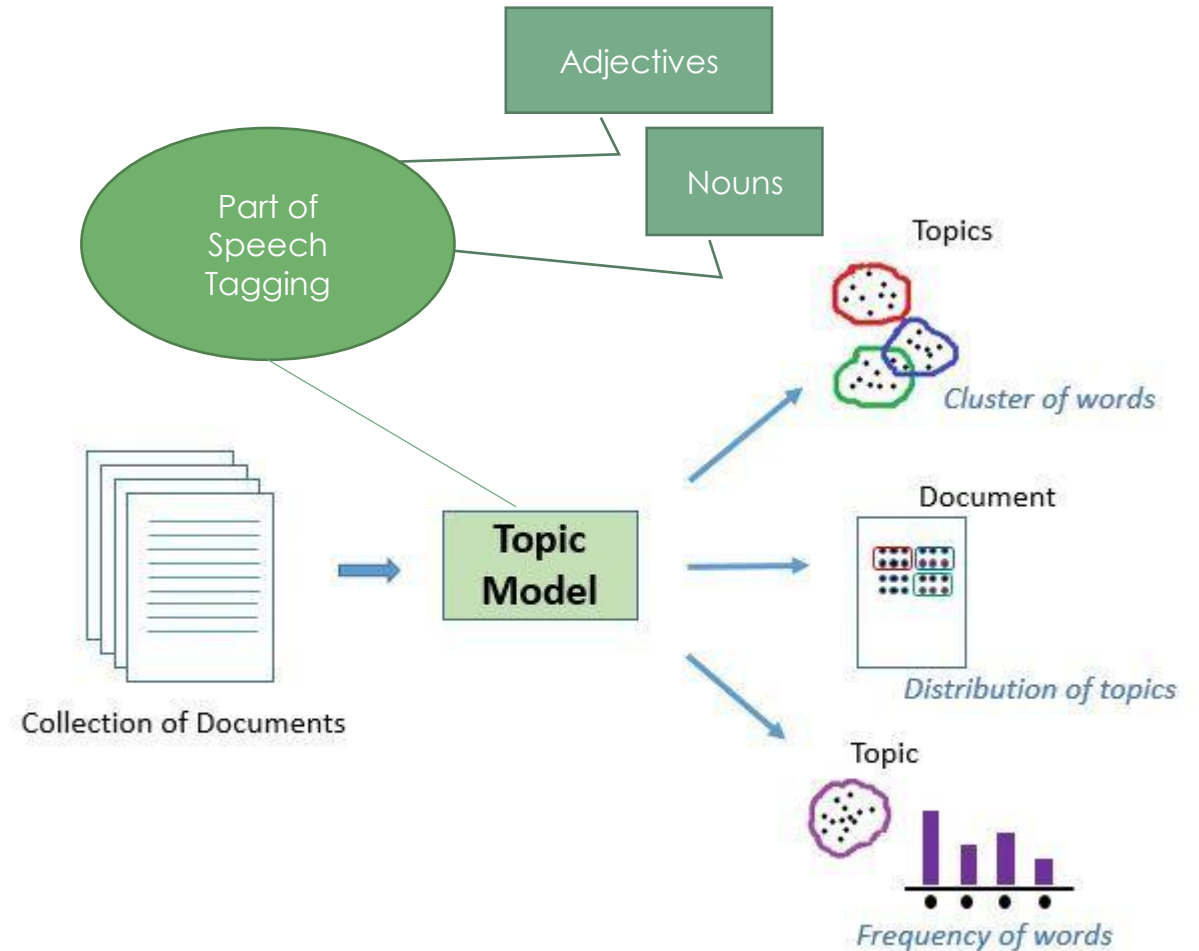 Adjectives
Nouns
Part of
Speech
Tagging
Topics
Cluster of words
Collection of Documents
Topic
Model
Document
Distribution of topics
Topic
Frequency of words